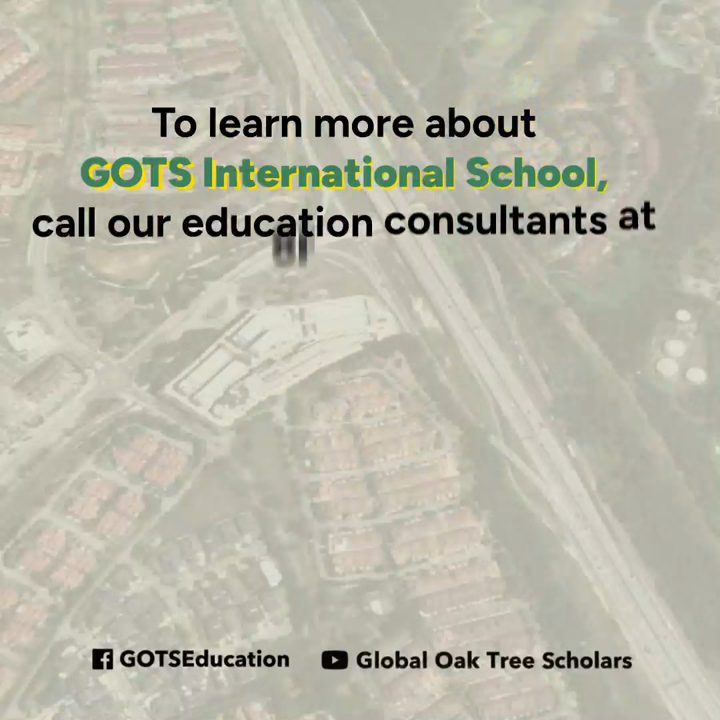 To learn more about
GOTS International School,
call our education consultants at
GOTSEducation
Global Oak Tree Scholars